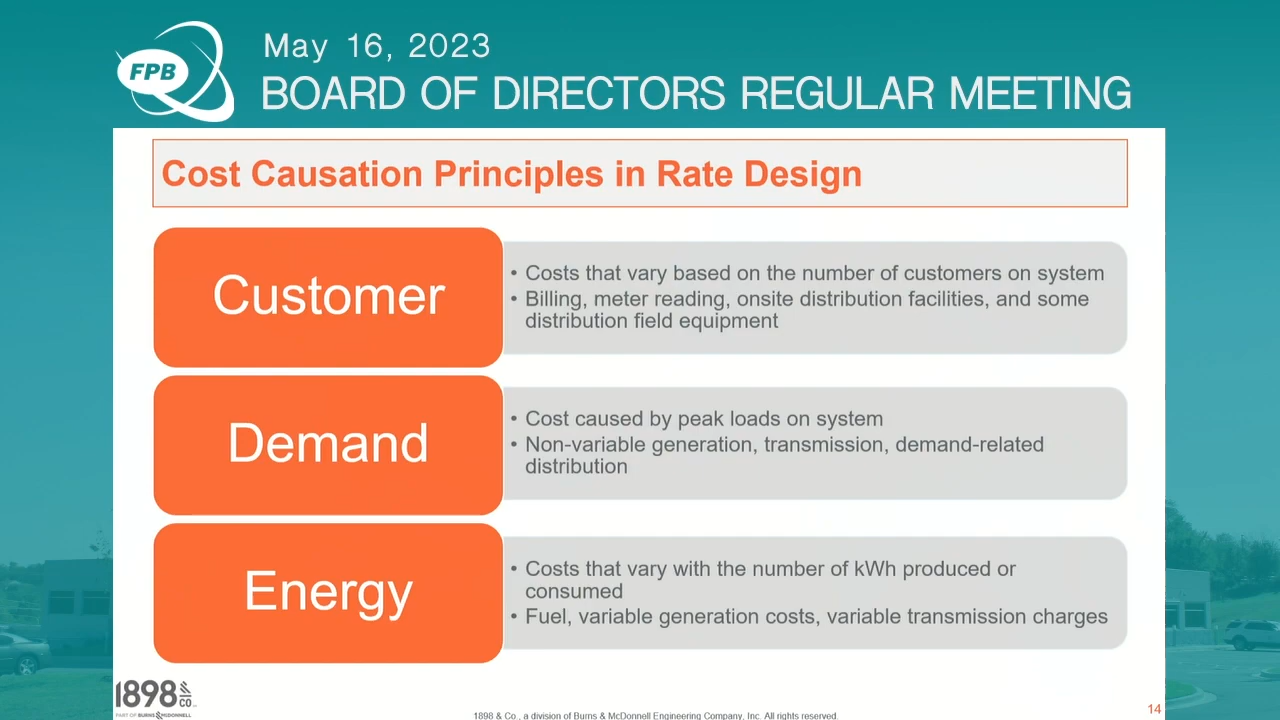 FPB
May 16, 2023
BOARD OF DIRECTORS REGULAR MEETING
Cost Causation Principles in Rate Design
Customer
• Costs that vary based on the number of customers on system
• Billing, meter reading, onsite distribution facilities, and some
distribution field equipment
Demand
• Cost caused by peak loads on system
• Non-variable generation, transmission, demand-related
distribution
Energy
• Costs that vary with the number of kWh produced or
consumed
• Fuel, variable generation costs, variable transmission charges
1898 & CO
PART OF BURNS & MCDONNELL
1898 & Co., a division of Burns & McDonnell Engineering Company, Inc. All rights reserved.
14